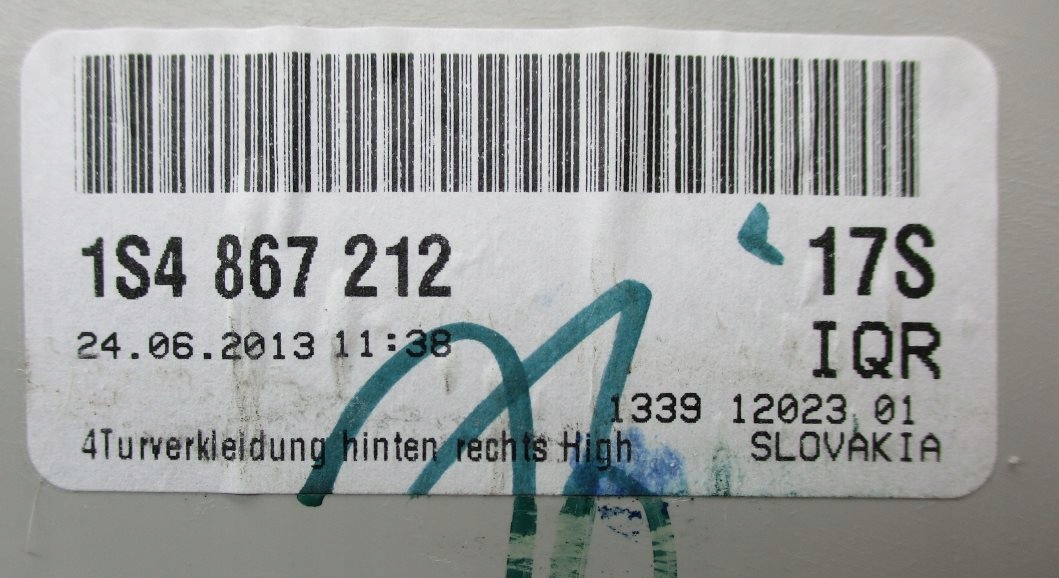 1S4 867 212 17S
24.06.2013 11:38 IQR
1339 12023 01
4Turverkleidung hinten rechts High SLOVAKIA